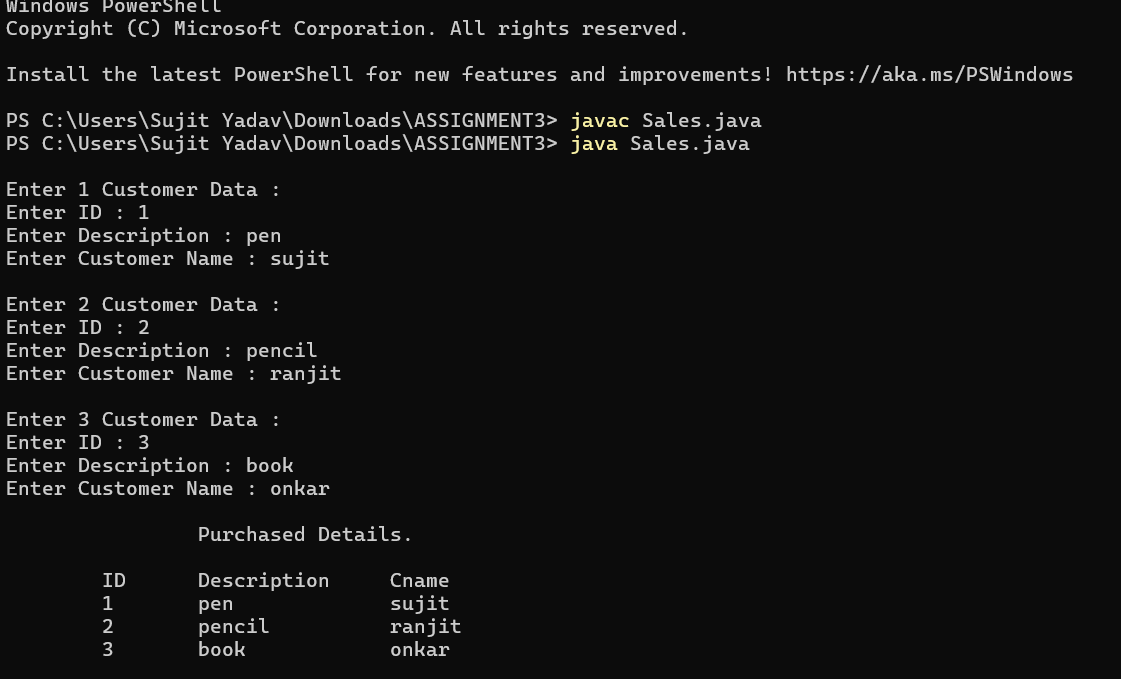 Windows PowerShell
Copyright (C) Microsoft Corporation. All rights reserved.
Install the latest PowerShell for new features and improvements! https://aka.ms/PSWindows
PS C:\Users\Sujit Yadav\Downloads\ASSIGNMENT3> javac Sales.java
PS C:\Users\Sujit Yadav\Downloads\ASSIGNMENT3> java Sales.java
Enter 1 Customer Data :
Enter ID : 1
Enter Description : pen
Enter Customer Name : sujit
Enter 2 Customer Data :
Enter ID : 2
Enter Description : pencil
Enter Customer Name : ranjit
Enter 3 Customer Data :
Enter ID : 3
Enter Description : book
Enter Customer Name : onkar
Purchased Details.
ID Description Cname
1 pen sujit
2 pencil ranjit
3 book onkar